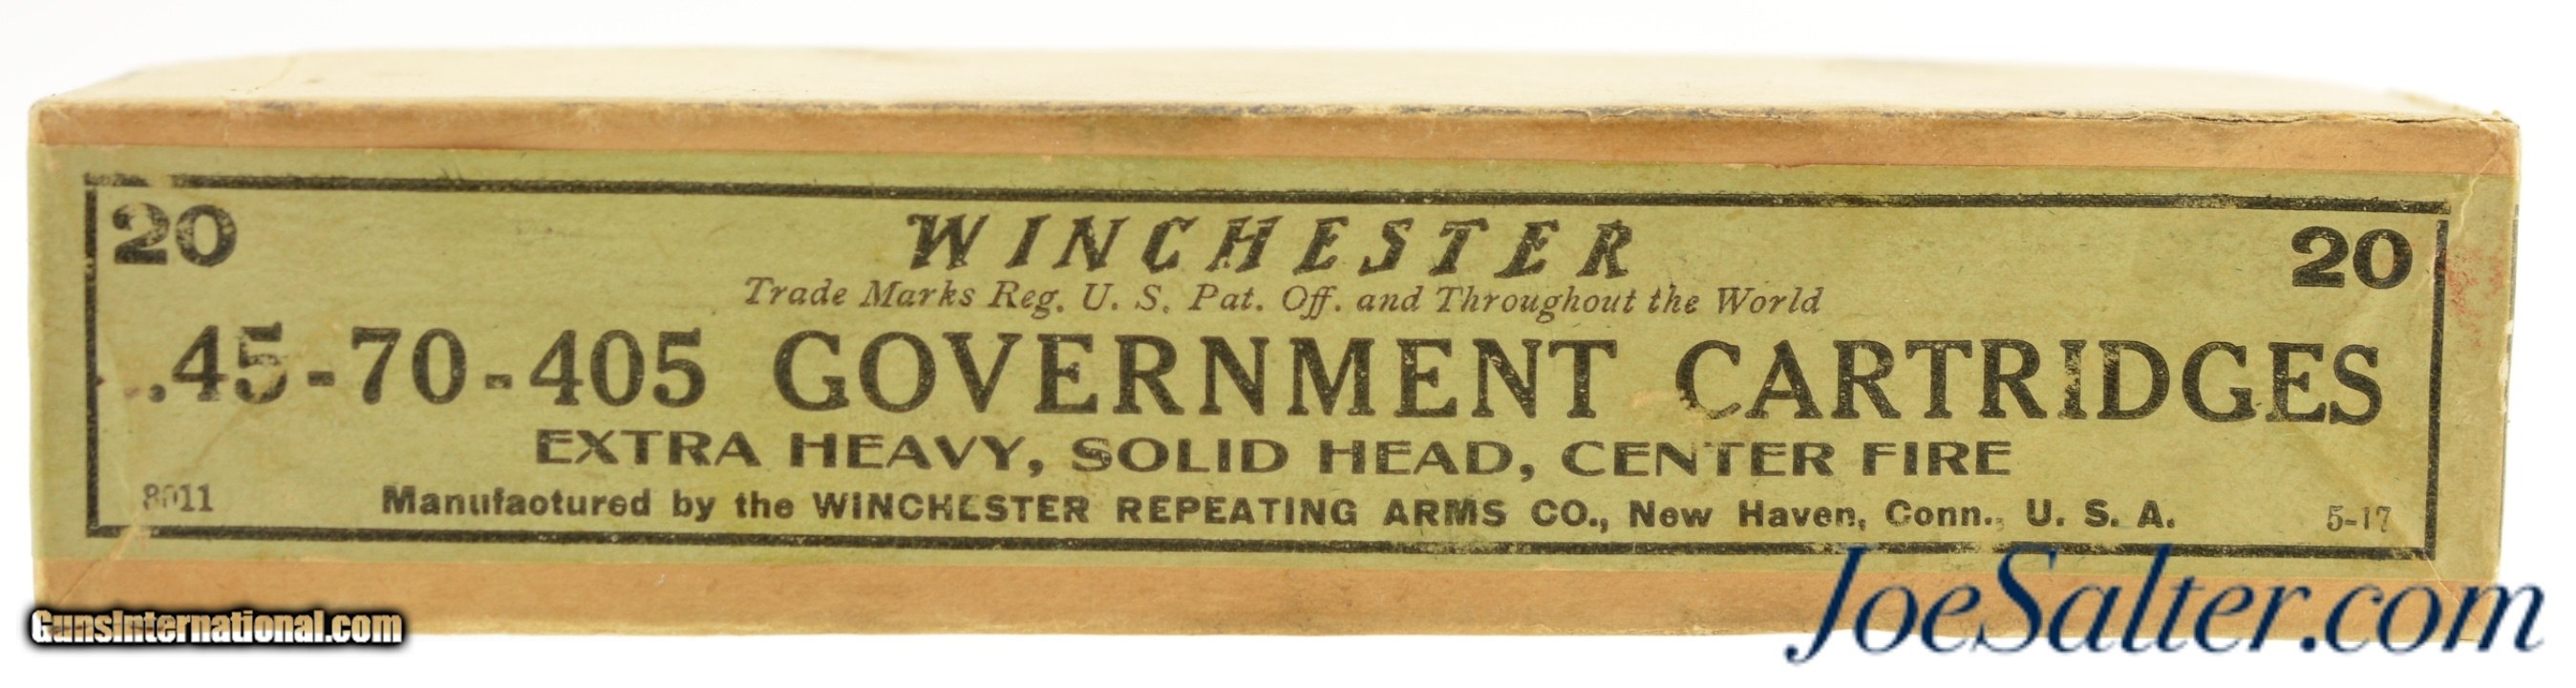 20 WINCHESTER 20
Trade Marks Reg. U. S. Pat. Off. and Throughout the World
.45-70-405 GOVERNMENT CARTRIDGES
EXTRA HEAVY, SOLID HEAD, CENTER FIRE
Manufactured by the WINCHESTER REPEATING ARMS CO., New Haven, Conn., U. S. A. 5-17
GunsInternational.com
JoeSalter.com